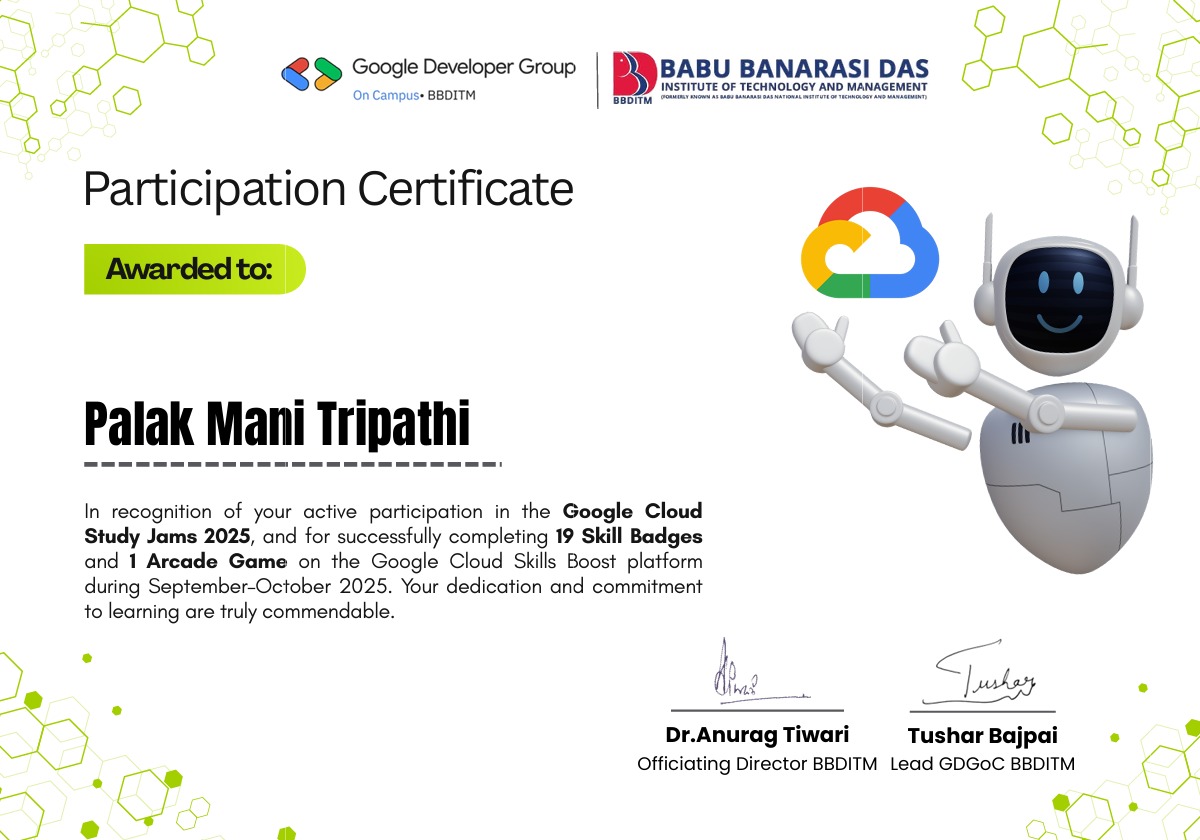 Google Developer Group
On Campus• BBDITM
BBDITM
BABU BANARASI DAS
INSTITUTE OF TECHNOLOGY AND MANAGEMENT
(FORMERLY KNOWN AS BABU BANARASI DAS NATIONAL INSTITUTE OF TECHNOLOGY AND MANAGEMENT)
Participation Certificate
Awarded to:
Palak Mani Tripathi
In recognition of your active participation in the Google Cloud
Study Jams 2025, and for successfully completing 19 Skill Badges
and 1 Arcade Game on the Google Cloud Skills Boost platform
during September-October 2025. Your dedication and commitment
to learning are truly commendable.
Tushar
Dr.Anurag Tiwari
Tushar Bajpai
Officiating Director BBDITM
Lead GDGoC BBDITM